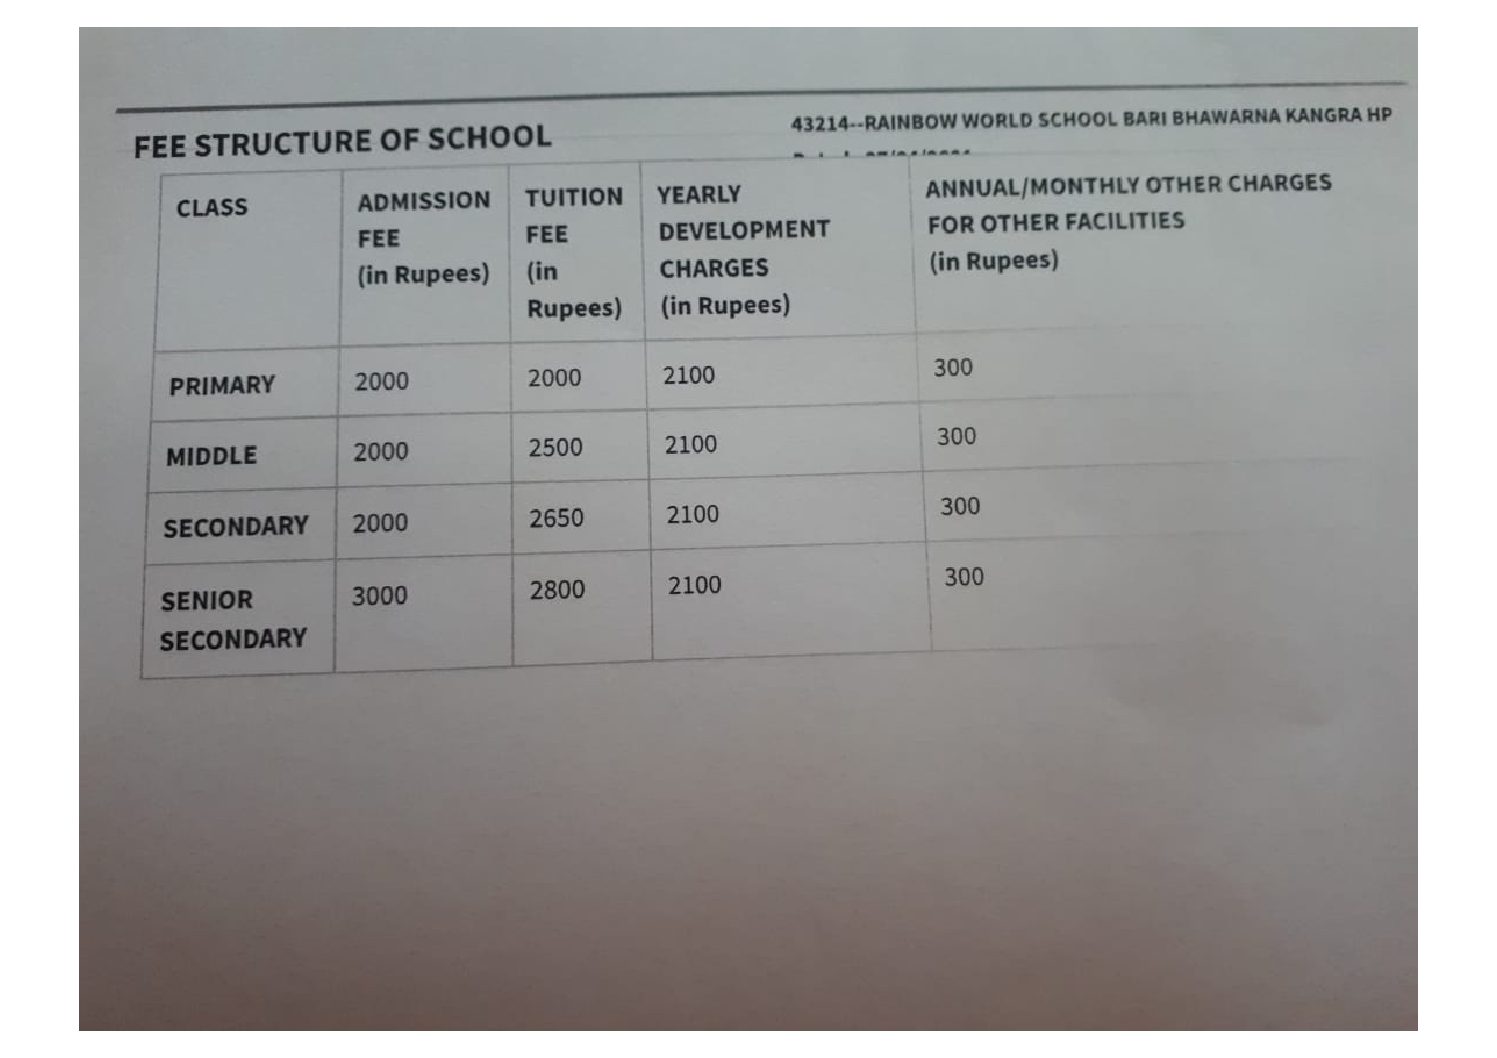 43214--RAINBOW WORLD SCHOOL BARI BHAWARNA KANGRA HP
FEE STRUCTURE OF SCHOOL
CLASS
ADMISSION
FEE
(in Rupees)
TUITION
FEE
(in
Rupees)
YEARLY
DEVELOPMENT
CHARGES
(in Rupees)
ANNUAL/MONTHLY OTHER CHARGES
FOR OTHER FACILITIES
(in Rupees)
PRIMARY 2000 2000 2100 300
MIDDLE 2000 2500 2100 300
SECONDARY 2000 2650 2100 300
SENIOR
SECONDARY
3000 2800 2100 300